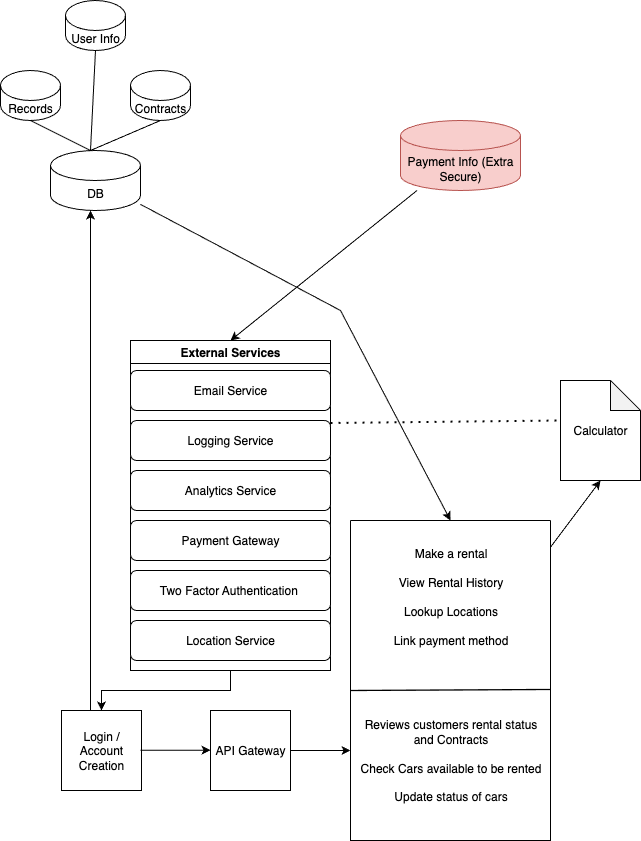 User Info
Records
Contracts
DB
Payment Info (Extra
Secure)
External Services
Email Service
Logging Service
Analytics Service
Payment Gateway
Two Factor Authentication
Location Service
Calculator
Make a rental
View Rental History
Lookup Locations
Link payment method
Reviews customers rental status
and Contracts
Check Cars available to be rented
Update status of cars
Login /
Account
Creation
API Gateway